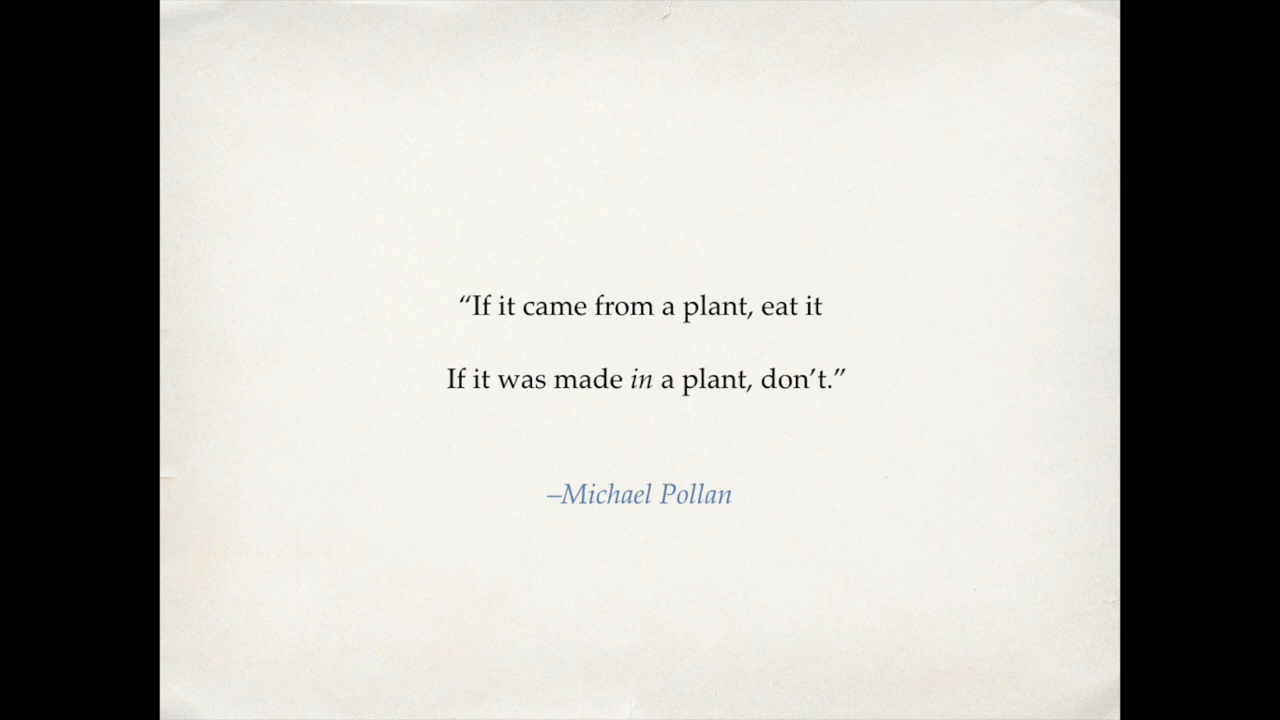 “If it came from a plant, eat it
If it was made in a plant, don’t.”
–Michael Pollan